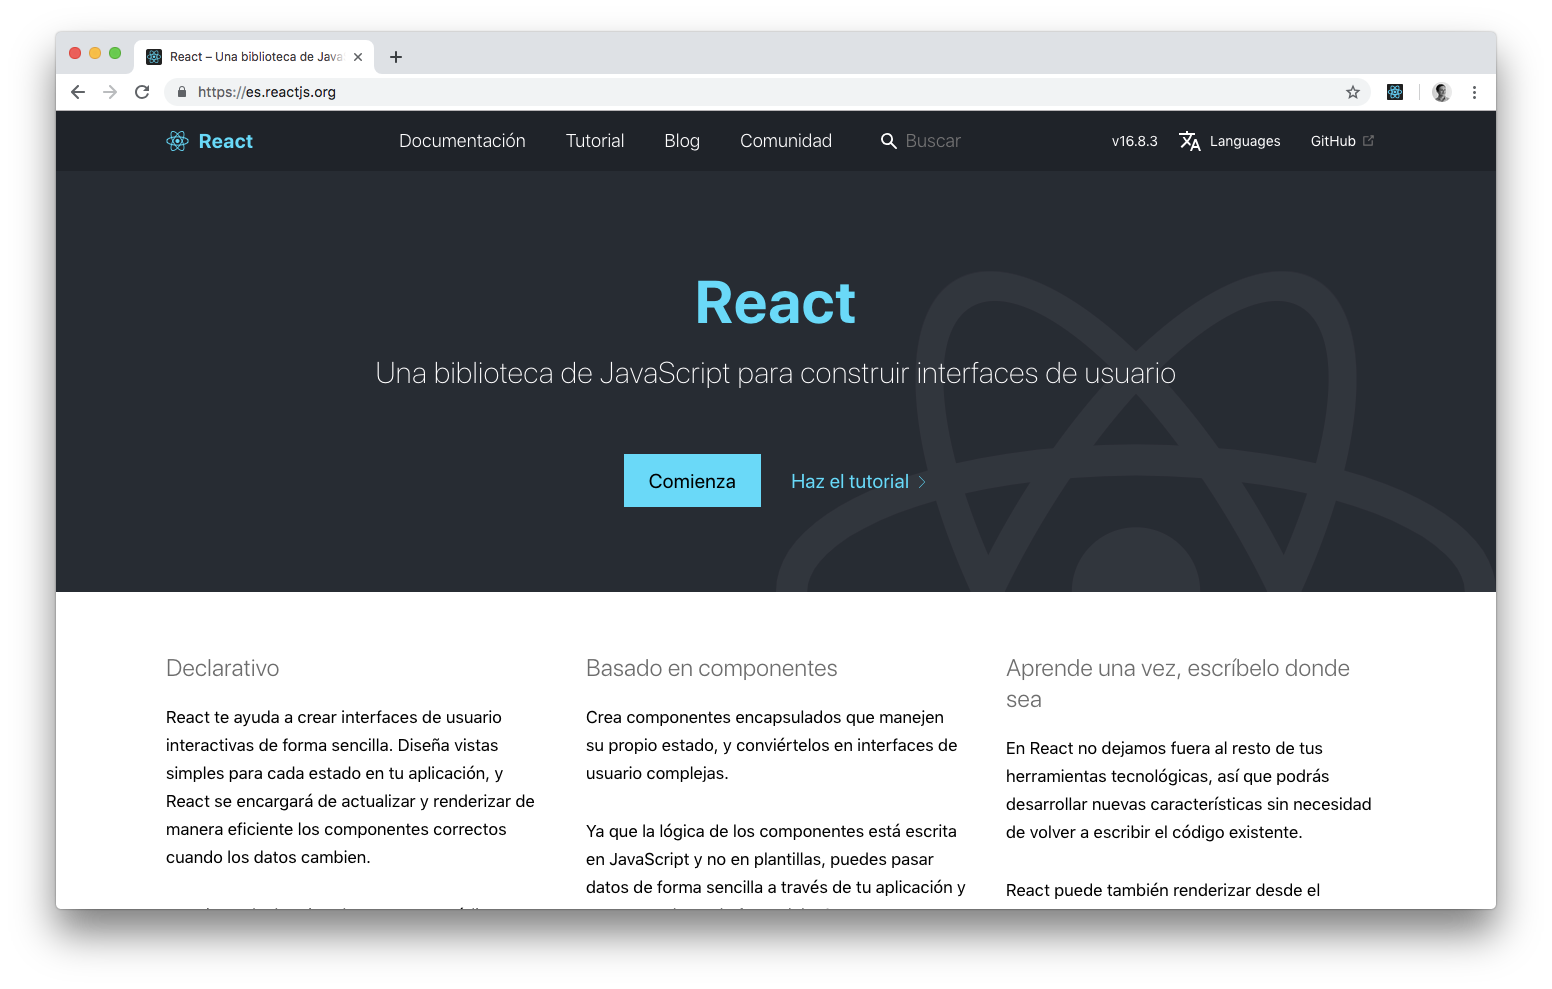 React – Una biblioteca de Java
https://es.reactjs.org
React
Documentación
Tutorial
Blog
Comunidad
Buscar
v16.8.3
Languages
GitHub
React
Una biblioteca de JavaScript para construir interfaces de usuario
Comienza
Haz el tutorial
Declarativo
React te ayuda a crear interfaces de usuario
interactivas de forma sencilla. Diseña vistas
simples para cada estado en tu aplicación, y
React se encargará de actualizar y renderizar de
manera eficiente los componentes correctos
cuando los datos cambien.
Basado en componentes
Crea componentes encapsulados que manejen
su propio estado, y conviértelos en interfaces de
usuario complejas.
Ya que la lógica de los componentes está escrita
en JavaScript y no en plantillas, puedes pasar
datos de forma sencilla a través de tu aplicación y
Aprende una vez, escríbelo donde
sea
En React no dejamos fuera al resto de tus
herramientas tecnológicas, así que podrás
desarrollar nuevas características sin necesidad
de volver a escribir el código existente.
React puede también renderizar desde el